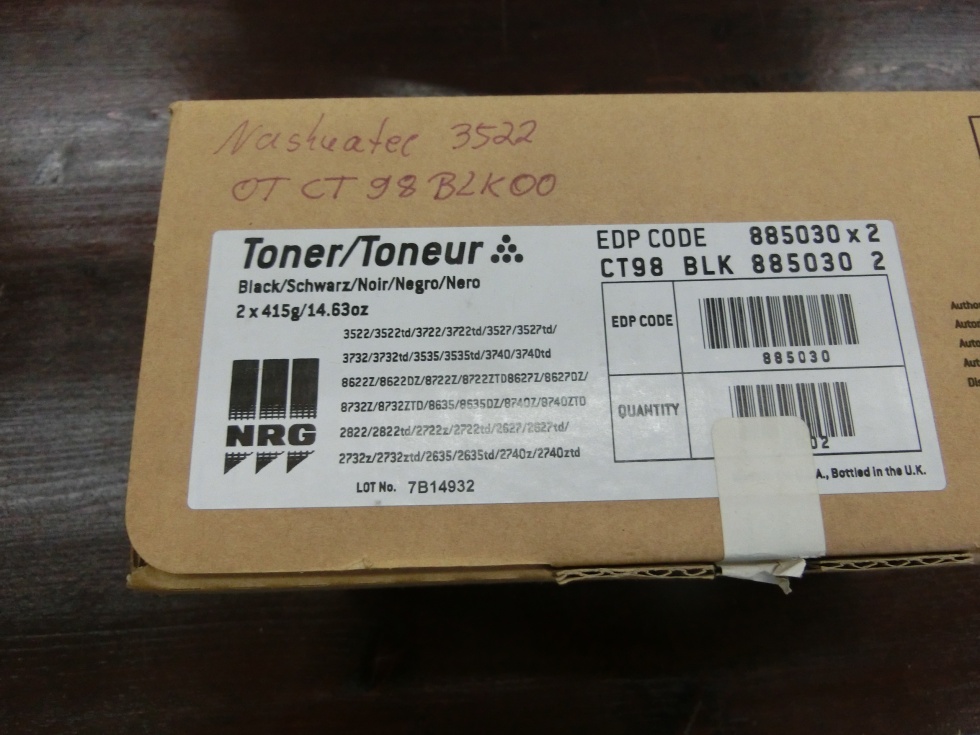 Nashuatec 3522
OT CT 98 BLK00
Toner/Toneur
Black/Schwarz/Noir/Negro/Nero
2 x 415g/14.63oz
3522/3522td/3722/3722td/3527/3527td/
3732/3732td/3535/3535td/3740/3740td
8622Z/8622DZ/8722Z/8722ZTD8627Z/8627DZ/
8732Z/8732ZTD/8635/8635DZ/8740Z/8740ZTD
2822/2822td/2722z/2722td/2627/2627td/
2732z/2732ztd/2635/2635td/2740z/2740ztd
NRG
LOT No. 7B14932
EDP CODE 885030 x 2
CT98 BLK 885030 2
EDP CODE
885030
QUANTITY
02
A., Bottled in the U.K.